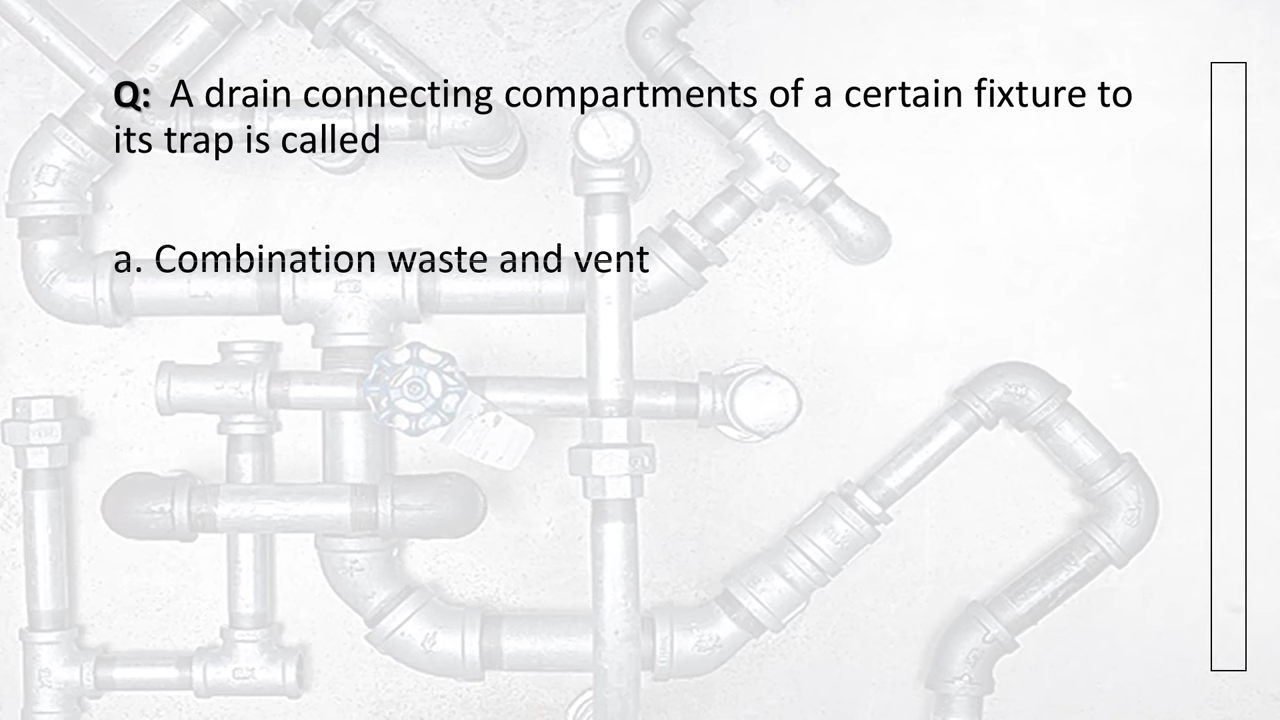 Q: A drain connecting compartments of a certain fixture to
its trap is called
a. Combination waste and vent